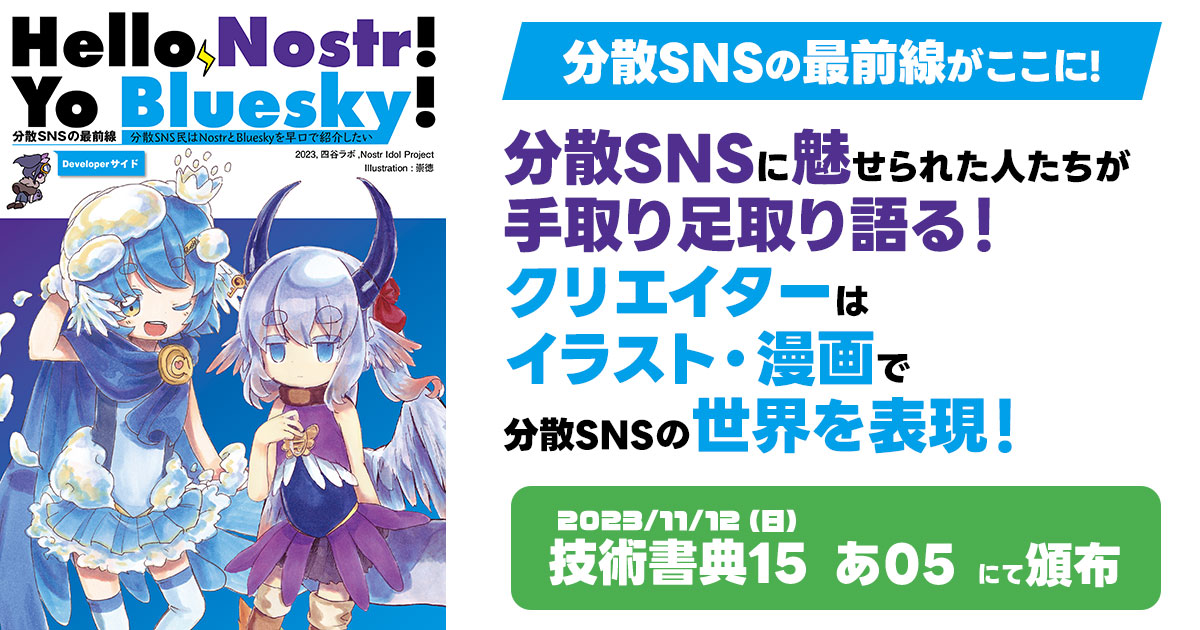 Hello Nostr!
Yo Bluesky!
分散SNSの最前線
分散SNS民はNostrとBlueskyを早口で紹介したい
Developerサイド
2023, 四谷ラボ ,Nostr Idol Project
Illustration : 崇徳
分散SNSの最前線がここに!
分散SNSに魅せられた人たちが
手取り足取り語る!
クリエイターは
イラスト・漫画で
分散SNSの世界を表現!
2023/11/12 (日)
技術書典15 あ05 にて頒布